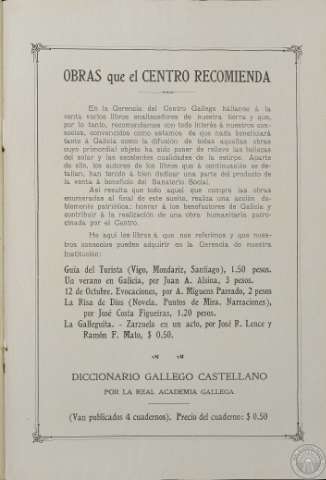 OBRAS que el CENTRO RECOMIENDA
En la Gerencia del Centro Gallego hállanse á la
venta varios libros enaltecedores de nuestra tierra y que,
por lo tanto, recomendamos con todo interés á nuestros con-
socios, convencidos como estamos de que nada beneficiará
tanto á Galicia como la difusión de todas aquellas obras
cuyo primordial objeto ha sido poner de relieve las bellezas
del solar y las excelentes cualidades de la estirpe. Aparte
de ello, los autores de los libros que á continuación se de-
tallan, han tenido á bien dedicar una parte del producto de
la venta á beneficio del Sanatorio Social.
Así resulta que todo aquel que compra las obras
enumeradas al final de este suelto, realiza una acción do-
blemente patriótica: honrar á los benefactores de Galicia y
contribuir á la realización de una obra humanitaria patro-
cinada por el Centro.
He aquí los libros á que nos referimos y que nues-
tros consocios pueden adquirir en la Gerencia de nuestra
Institución:
Guía del Turista (Vigo, Mondariz, Santiago), 1.50 pesos.
Un verano en Galicia, por Juan A. Alsina, 3 pesos.
12 de Octubre. Evocaciones, por A. Miguens Parrado, 2 pesos
La Risa de Dios (Novela, Puntos de Mira, Narraciones),
por José Costa Figueiras, 1.20 pesos.
La Galleguita. - Zarzuela en un acto, por José R. Lence y
Ramón F. Mato, $ 0.50.
DICCIONARIO GALLEGO CASTELLANO
POR LA REAL ACADEMIA GALLEGA
(Van publicados 4 cuadernos). Precio del cuaderno: $ 0.50